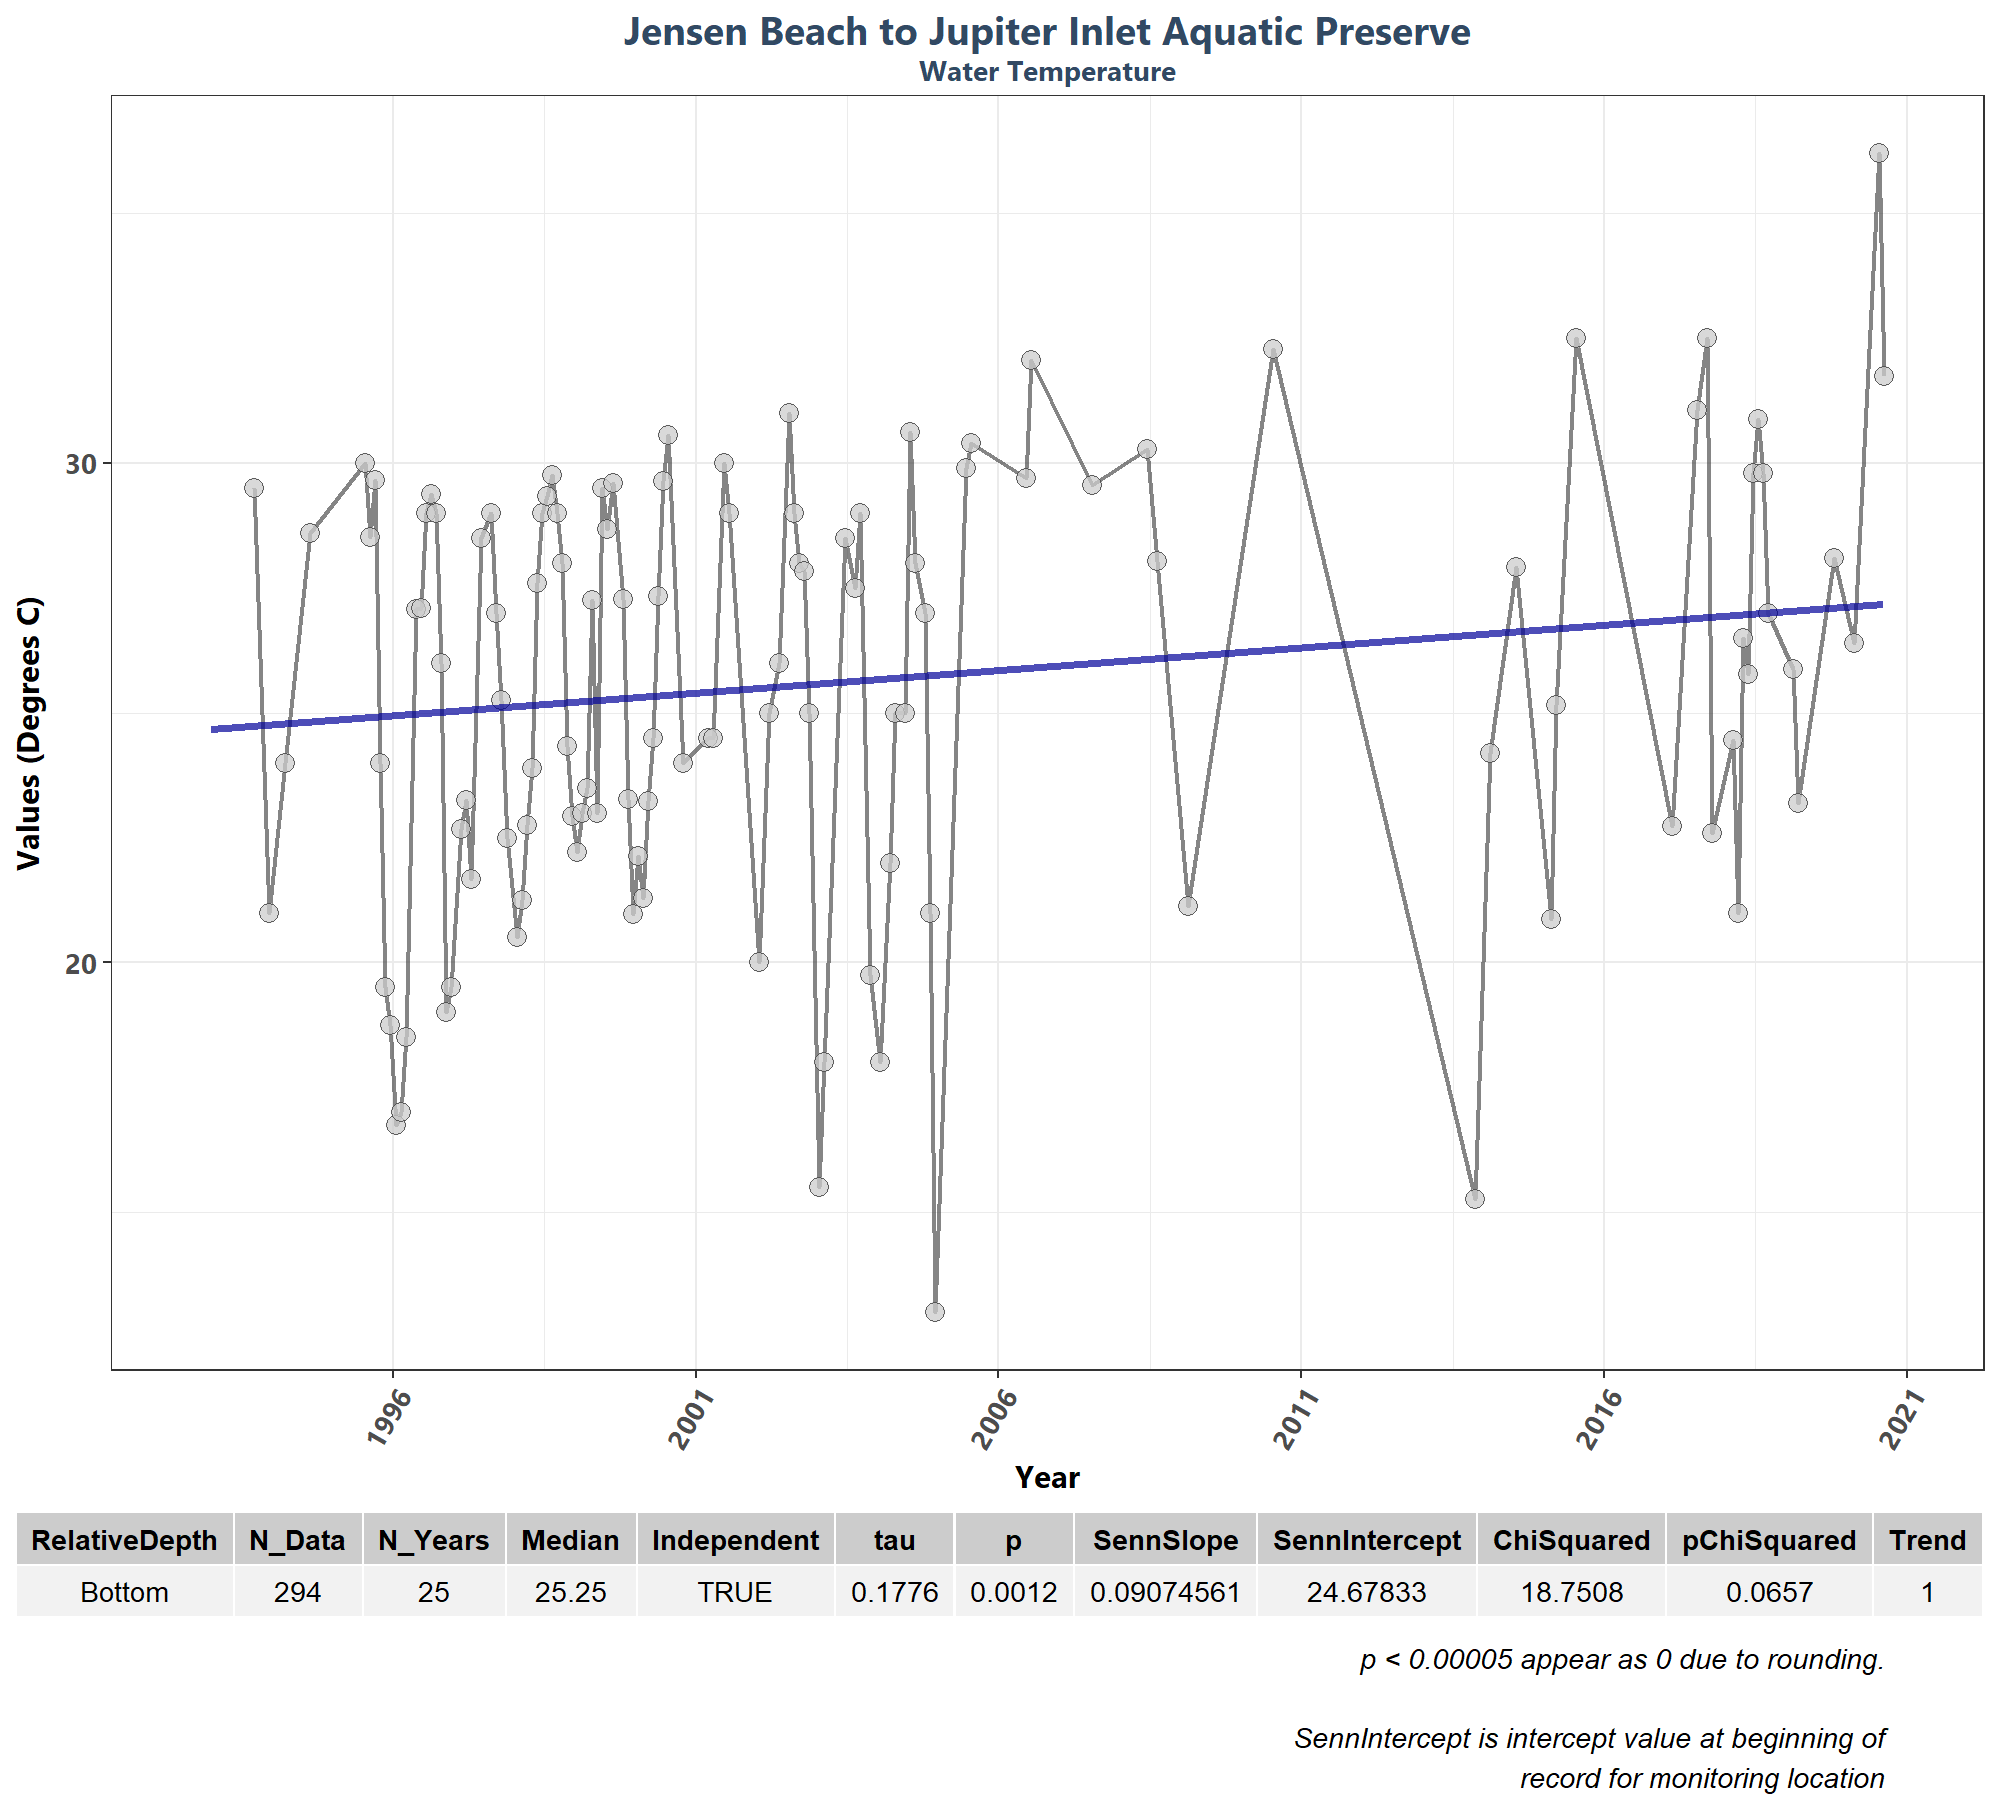 Jensen Beach to Jupiter Inlet Aquatic Preserve
Water Temperature
Values (Degrees C)
30
20
1996 2001 2006 2011 2016 2021
Year
RelativeDepth N_Data N_Years Median Independent tau p SennSlope SennIntercept ChiSquared pChiSquared Trend
Bottom 294 25 25.25 TRUE 0.1776 0.0012 0.09074561 24.67833 18.7508 0.0657 1
p < 0.00005 appear as 0 due to rounding.
SennIntercept is intercept value at beginning of
record for monitoring location